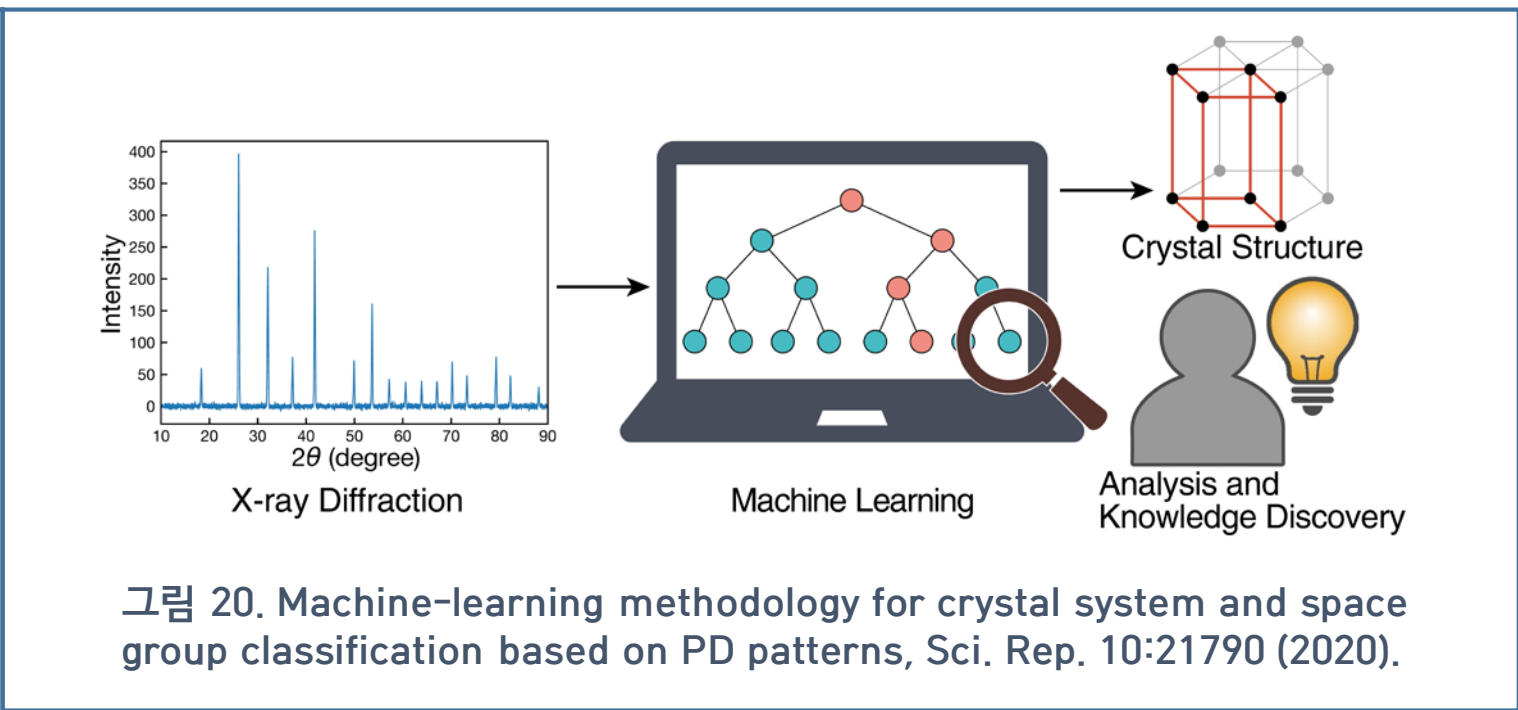 400
350
300
250
200
150
100
50
0
Intensity
10 20 30 40 50 60 70 80 90
2θ (degree)
X-ray Diffraction
Machine Learning
Crystal Structure
Analysis and
Knowledge Discovery
그림 20. Machine-learning methodology for crystal system and space
group classification based on PD patterns, Sci. Rep. 10:21790 (2020).